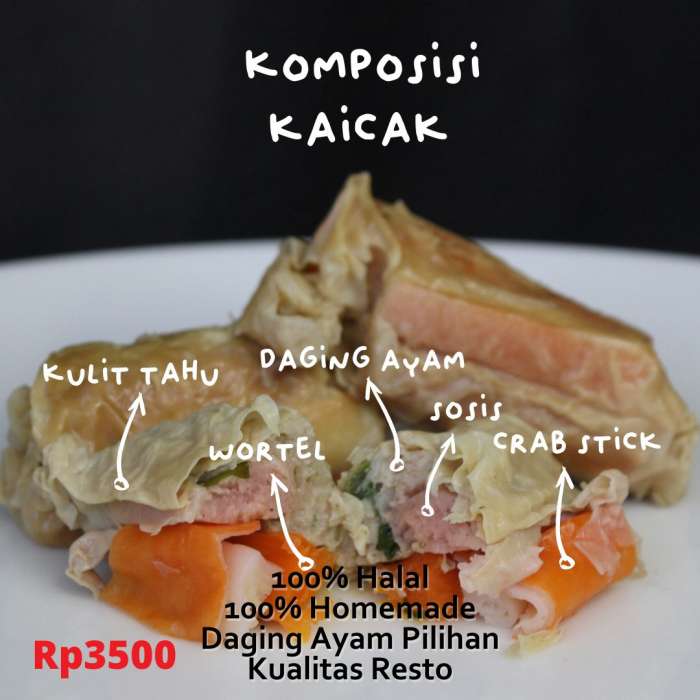 KOMPOSiSi
KAiCAK
DAGiNG AYAM
KULiT TAHU
SOSiS
WORTEL
CRAB STiCK
100% Halal
100% Homemade
Daging Ayam Pilihan
Rp3500
Kualitas Resto